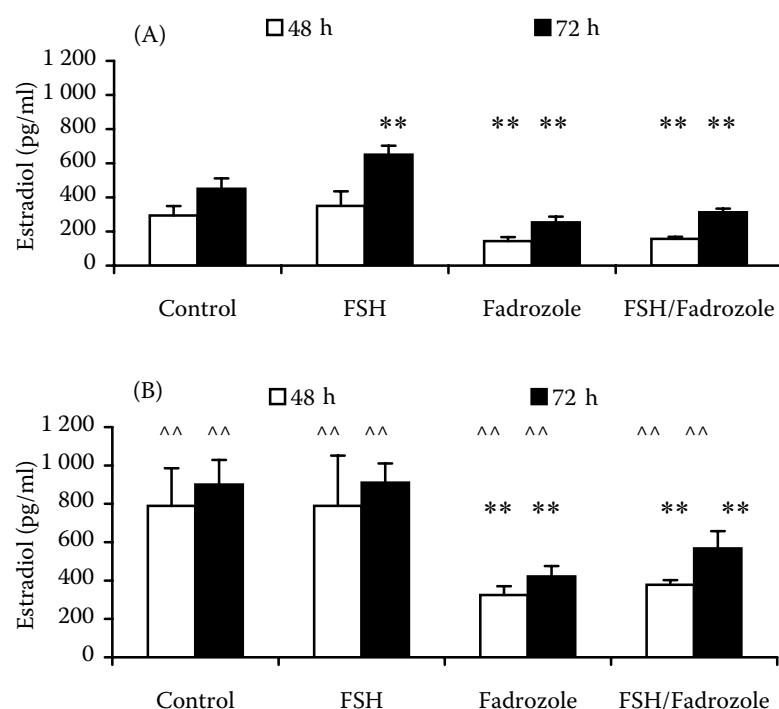 (A)
48 h 72 h
1 200
1 000
800
600
400
200
0
Estradiol (pg/ml)
** ** ** ** **
Control FSH Fadrozole FSH/Fadrozole
(B)
48 h 72 h
1 200
1 000
800
600
400
200
0
Estradiol (pg/ml)
^^ ^^ ^^ ^^ ^^ ^^ ^^ ^^
** ** ** **
Control FSH Fadrozole FSH/Fadrozole